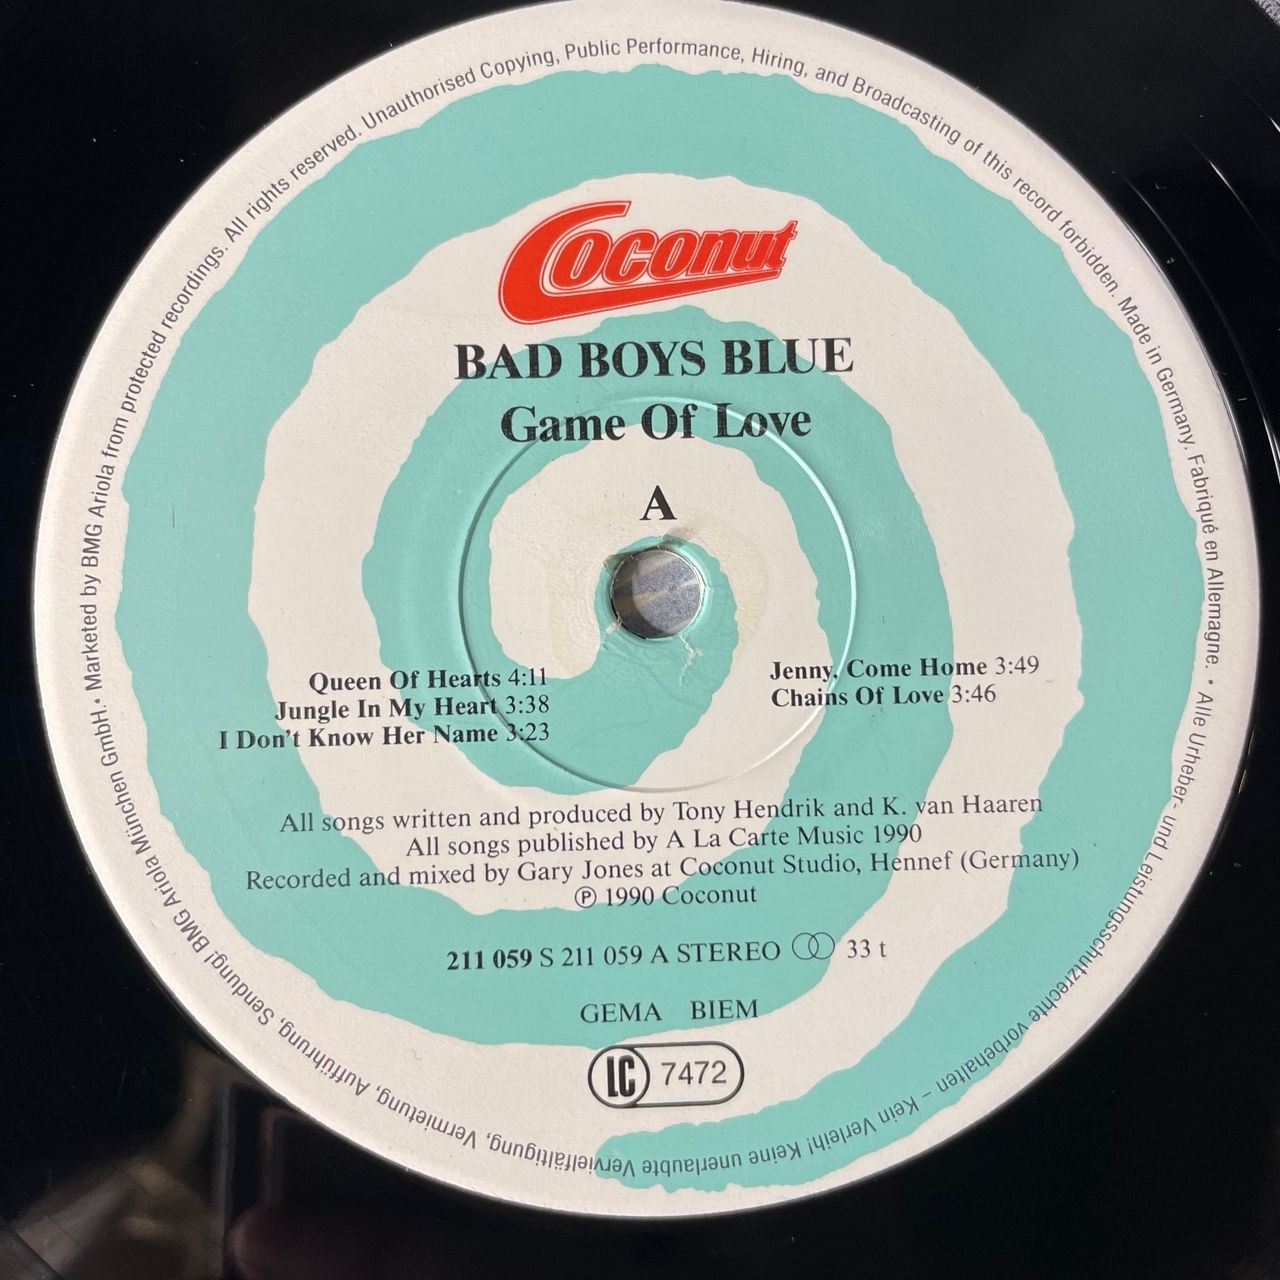 Coconut
BAD BOYS BLUE
Game Of Love
A
Queen Of Hearts 4:11
Jungle In My Heart 3:38
I Don't Know Her Name 3:23
Jenny, Come Home 3:49
Chains Of Love 3:46
All songs written and produced by Tony Hendrik and K. van Haaren
All songs published by A La Carte Music 1990
Recorded and mixed by Gary Jones at Coconut Studio, Hennef (Germany)
℗ 1990 Coconut
211 059 S 211 059 A STEREO 33 t
GEMA BIEM
LC 7472
• Marketed by BMG Ariola from protected recordings. All rights reserved. Unauthorised Copying, Public Performance, Hiring, and Broadcasting of this record forbidden. Made in Germany. Fabriqué en Allemagne. • Alle Urheber- und Leistungsschutzrechte vorbehalten – Kein Verleih! Keine unerlaubte Vervielfältigung, Vermietung, Aufführung, Sendung! BMG Ariola München GmbH.